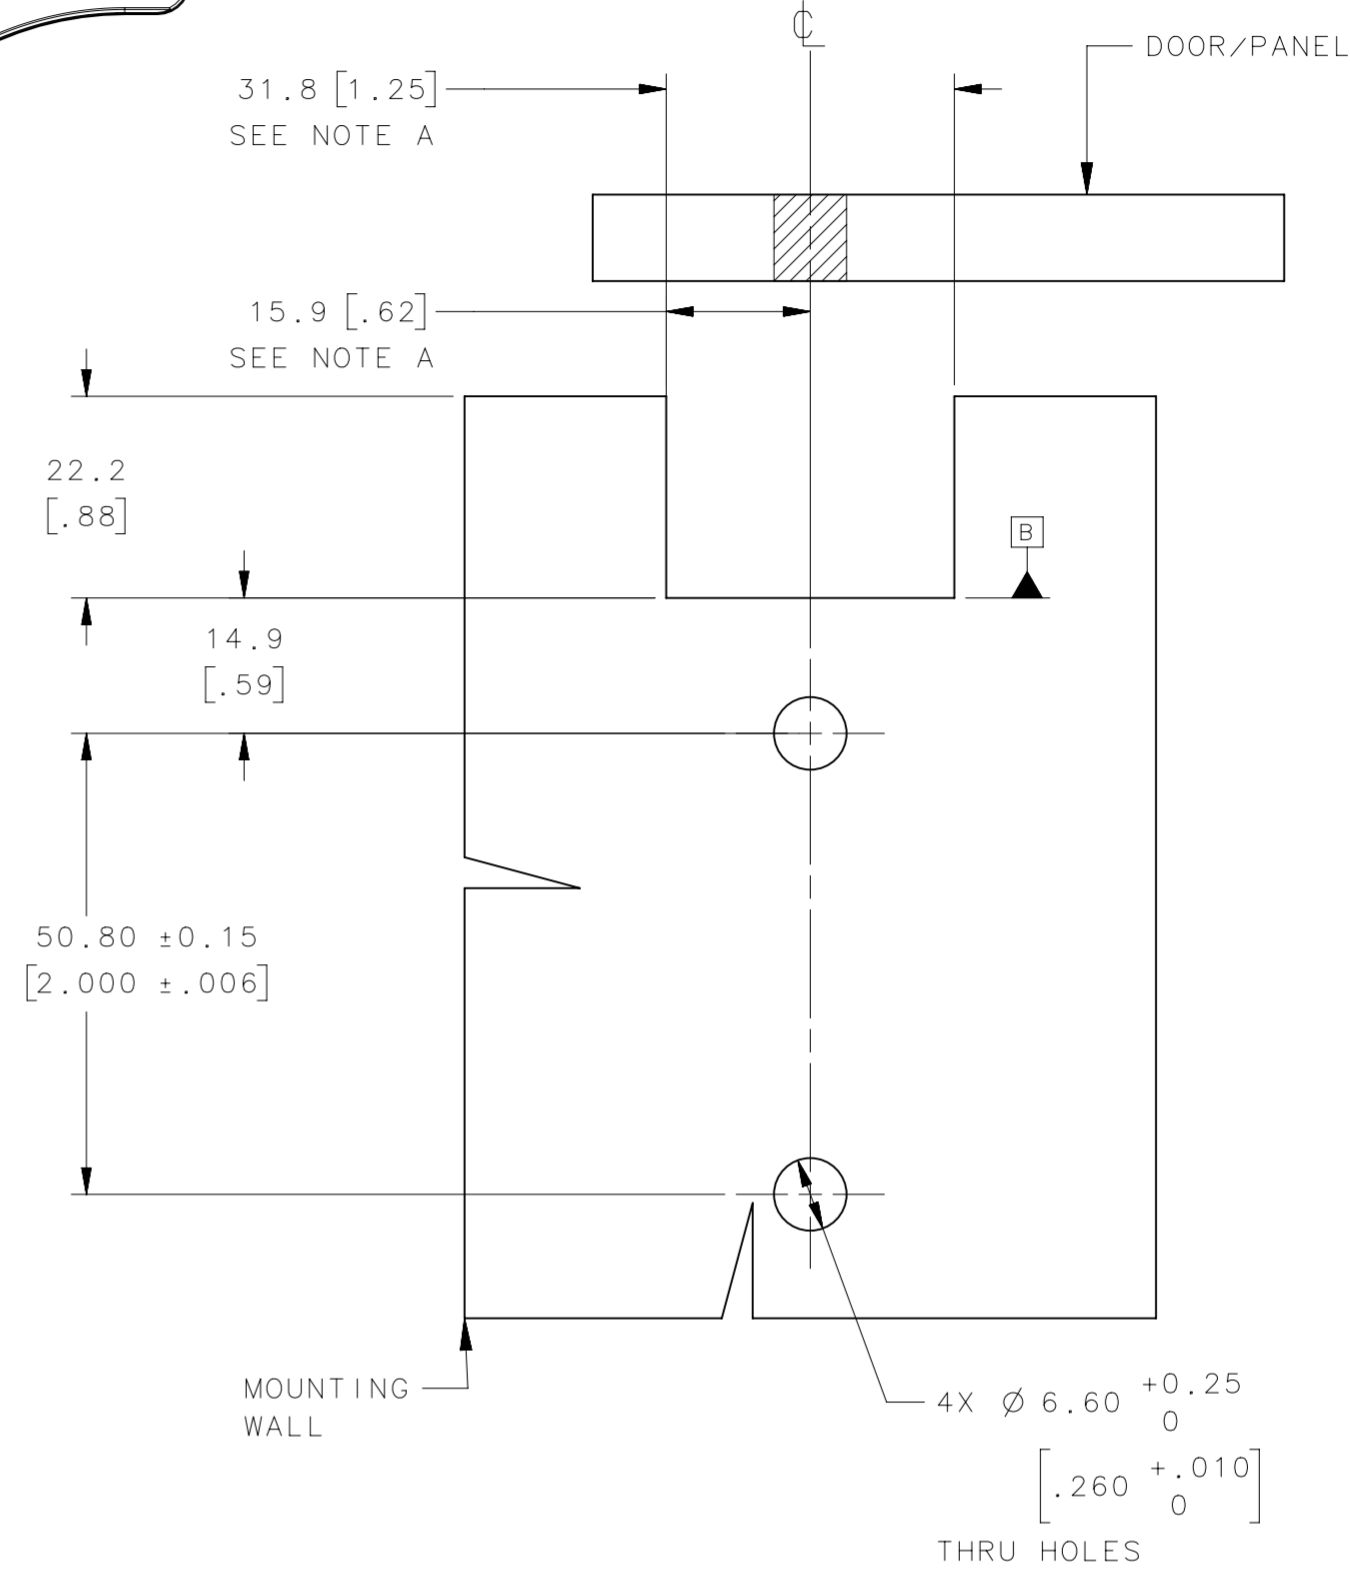 ℄
DOOR/PANEL
31.8 [1.25]
SEE NOTE A
15.9 [.62]
SEE NOTE A
22.2
[.88]
B
14.9
[.59]
50.80 ±0.15
[2.000 ±.006]
MOUNTING
WALL
4X Ø 6.60 +0.25
0
[.260 +.010]
0
THRU HOLES